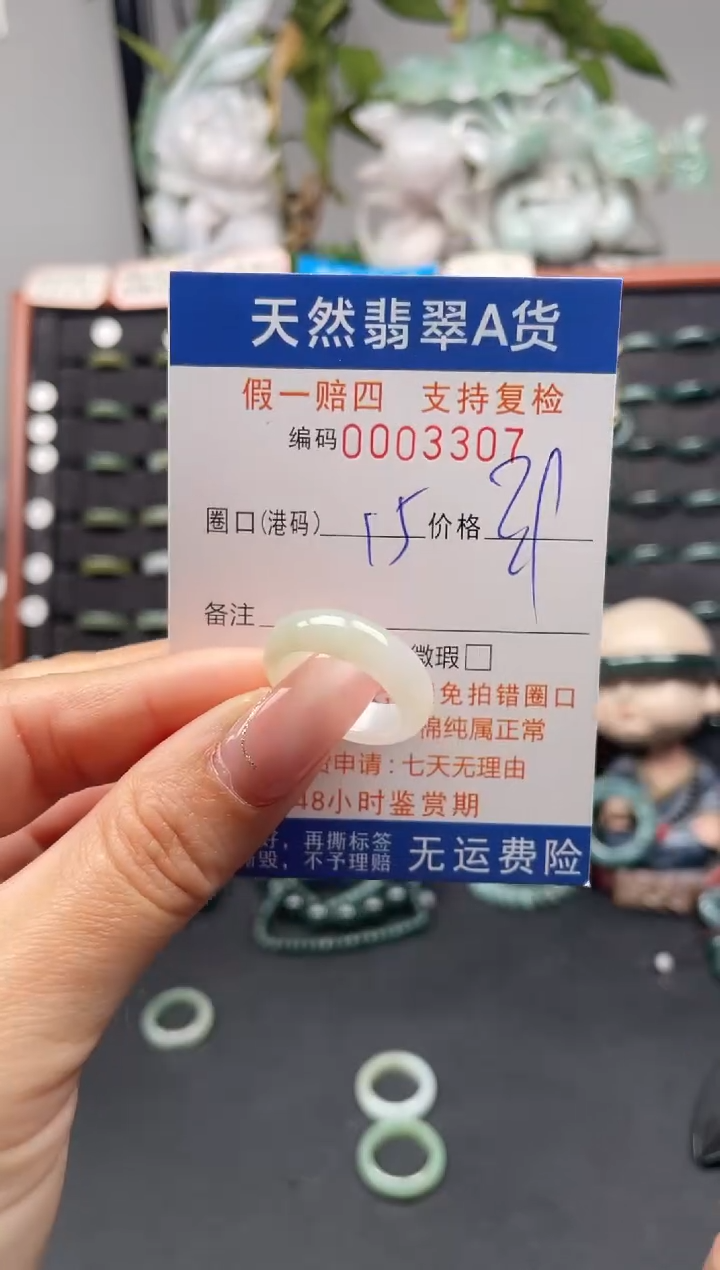 天然翡翠A货
假一赔四 支持复检
编码0003307
圈口(港码) 15 价格
备注
微瑕□
免拍错圈口
棉纯属正常
申请:七天无理由
48小时鉴赏期
好,再撕标签
毁,不予理赔 无运费险